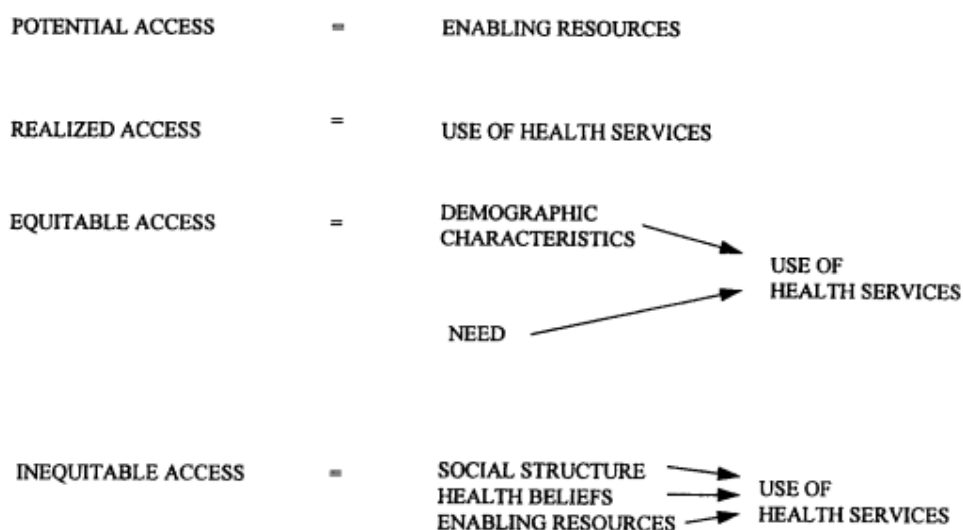 POTENTIAL ACCESS = ENABLING RESOURCES
REALIZED ACCESS = USE OF HEALTH SERVICES
EQUITABLE ACCESS = DEMOGRAPHIC
CHARACTERISTICS
USE OF
HEALTH SERVICES
NEED
INEQUITABLE ACCESS = SOCIAL STRUCTURE
HEALTH BELIEFS
ENABLING RESOURCES
USE OF
HEALTH SERVICES